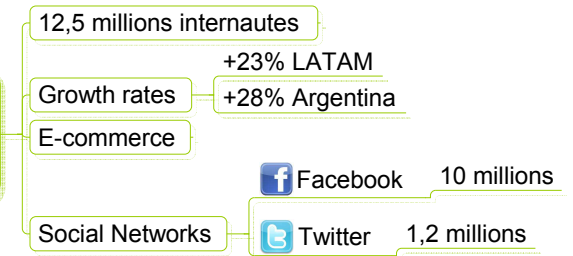 12,5 millions internautes
Growth rates
+23% LATAM
+28% Argentina
E-commerce
Social Networks
Facebook
10 millions
Twitter
1,2 millions